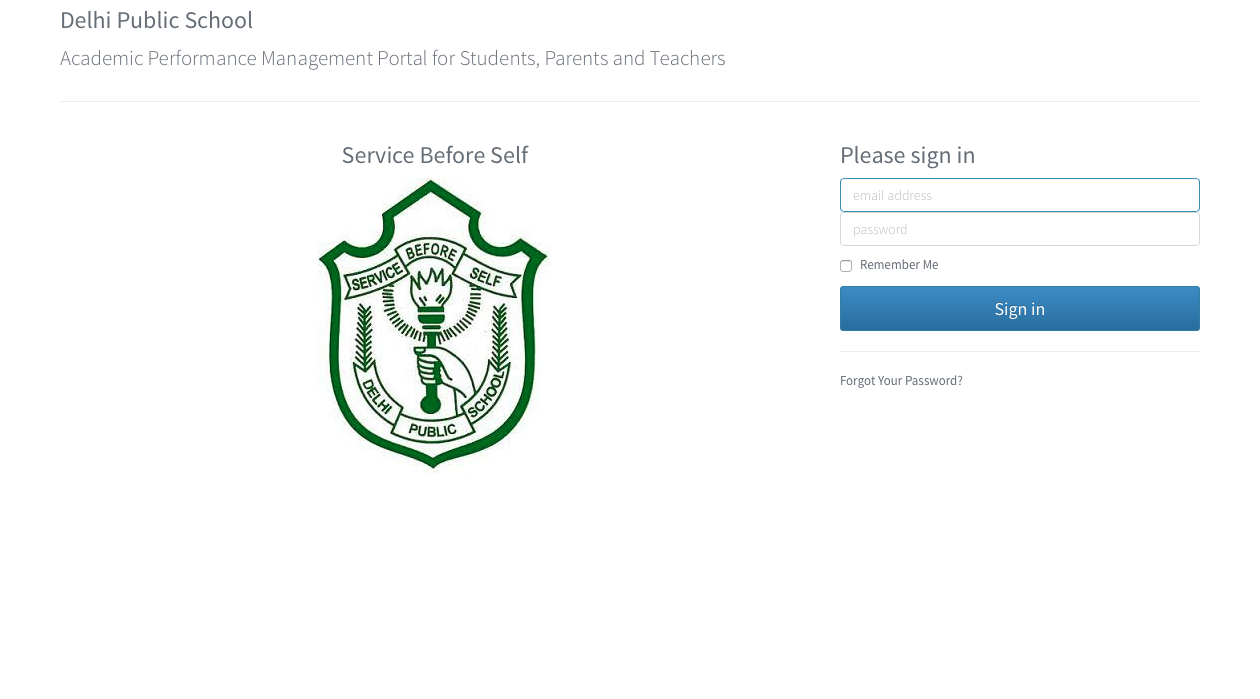 Delhi Public School
Academic Performance Management Portal for Students, Parents and Teachers
Service Before Self
SERVICE BEFORE SELF
DELHI PUBLIC SCHOOL
Please sign in
email address
password
Remember Me
Sign in
Forgot Your Password?